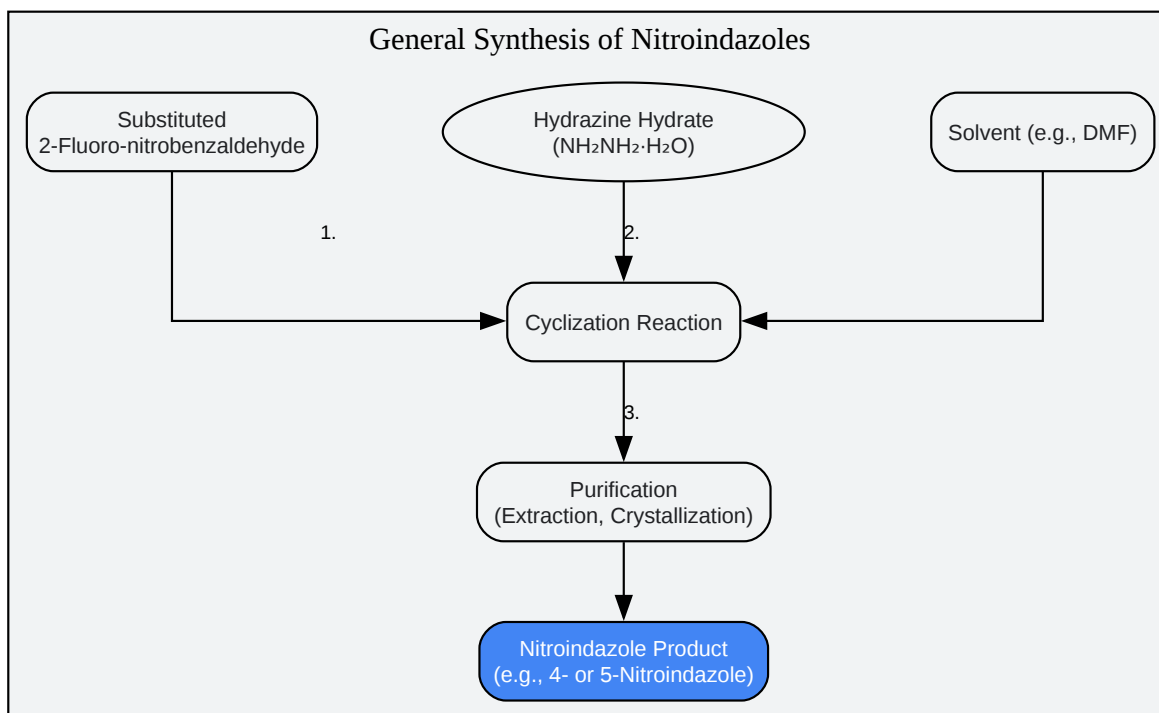 General Synthesis of Nitroindazoles
Substituted
2-Fluoro-nitrobenzaldehyde
Hydrazine Hydrate
(NH₂NH₂·H₂O)
Solvent (e.g., DMF)
1.
2.
Cyclization Reaction
3.
Purification
(Extraction, Crystallization)
Nitroindazole Product
(e.g., 4- or 5-Nitroindazole)